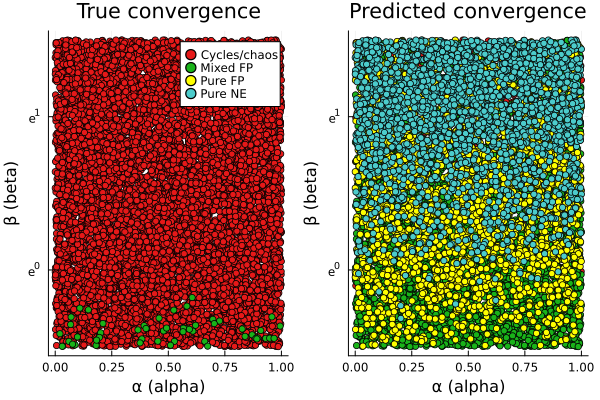 True convergence
Predicted convergence
Cycles/chaos
Mixed FP
Pure FP
Pure NE
β (beta)
e¹
e⁰
0.00 0.25 0.50 0.75 1.00
α (alpha)
β (beta)
e¹
e⁰
0.00 0.25 0.50 0.75 1.00
α (alpha)